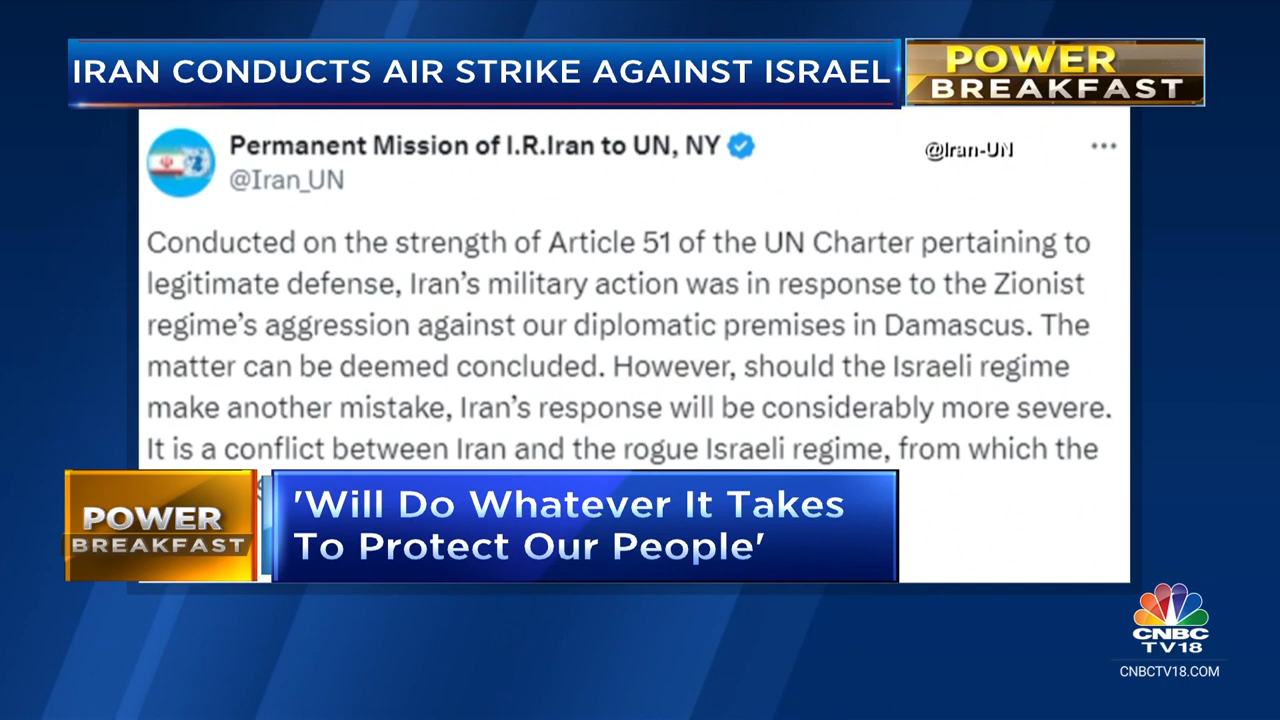 IRAN CONDUCTS AIR STRIKE AGAINST ISRAEL
POWER
BREAKFAST
Permanent Mission of I.R.Iran to UN, NY
@Iran-UN
@Iran_UN
Conducted on the strength of Article 51 of the UN Charter pertaining to
legitimate defense, Iran’s military action was in response to the Zionist
regime’s aggression against our diplomatic premises in Damascus. The
matter can be deemed concluded. However, should the Israeli regime
make another mistake, Iran’s response will be considerably more severe.
It is a conflict between Iran and the rogue Israeli regime, from which the
POWER
BREAKFAST
'Will Do Whatever It Takes
To Protect Our People'
CNBC
TV18
CNBCTV18.COM